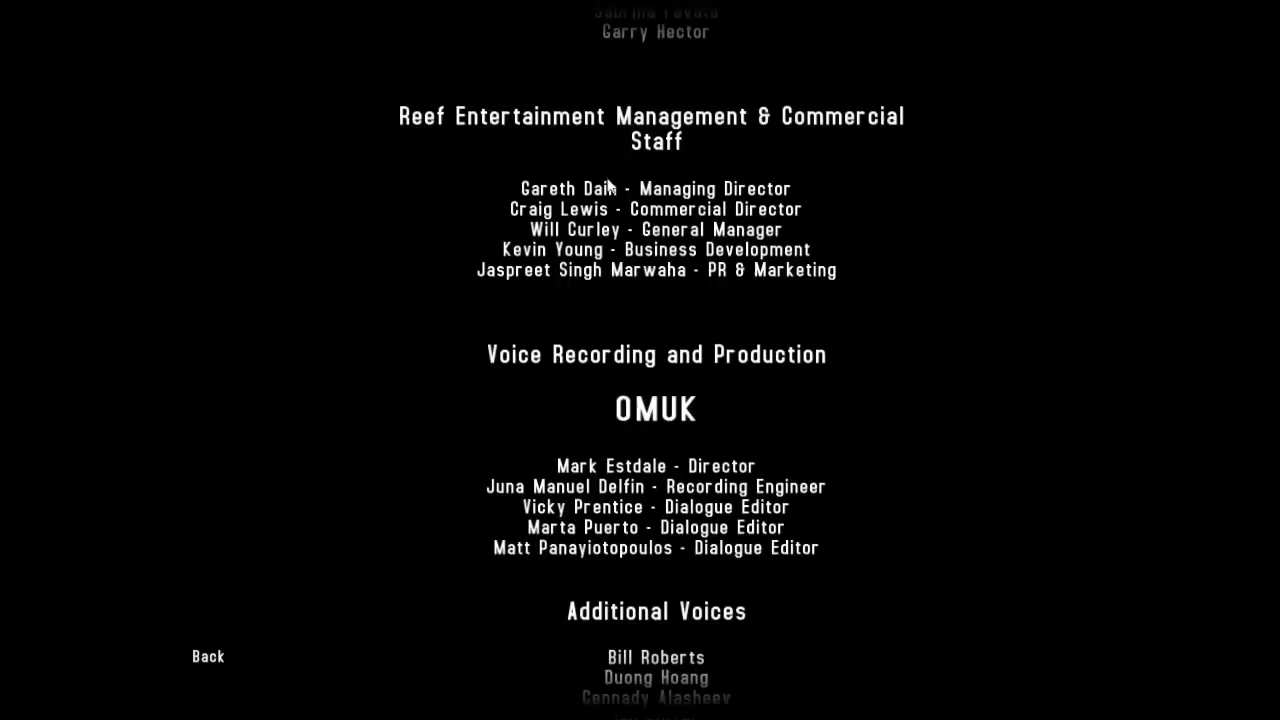 Garry Hector
Reef Entertainment Management & Commercial
Staff
Gareth Dain - Managing Director
Craig Lewis - Commercial Director
Will Curley - General Manager
Kevin Young - Business Development
Jaspreet Singh Marwaha - PR & Marketing
Voice Recording and Production
OMUK
Mark Estdale - Director
Juna Manuel Delfin - Recording Engineer
Vicky Prentice - Dialogue Editor
Marta Puerto - Dialogue Editor
Matt Panayiotopoulos - Dialogue Editor
Additional Voices
Back
Bill Roberts
Duong Hoang
Gennady Alasheev